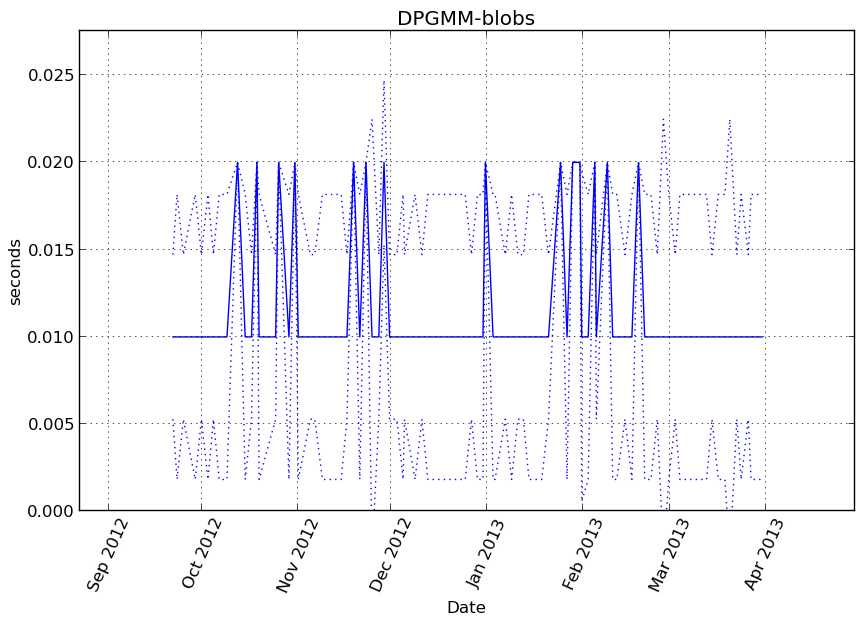 DPGMM-blobs
0.025
0.020
0.015
0.010
0.005
0.000
seconds
Sep 2012
Oct 2012
Nov 2012
Dec 2012
Jan 2013
Feb 2013
Mar 2013
Apr 2013
Date